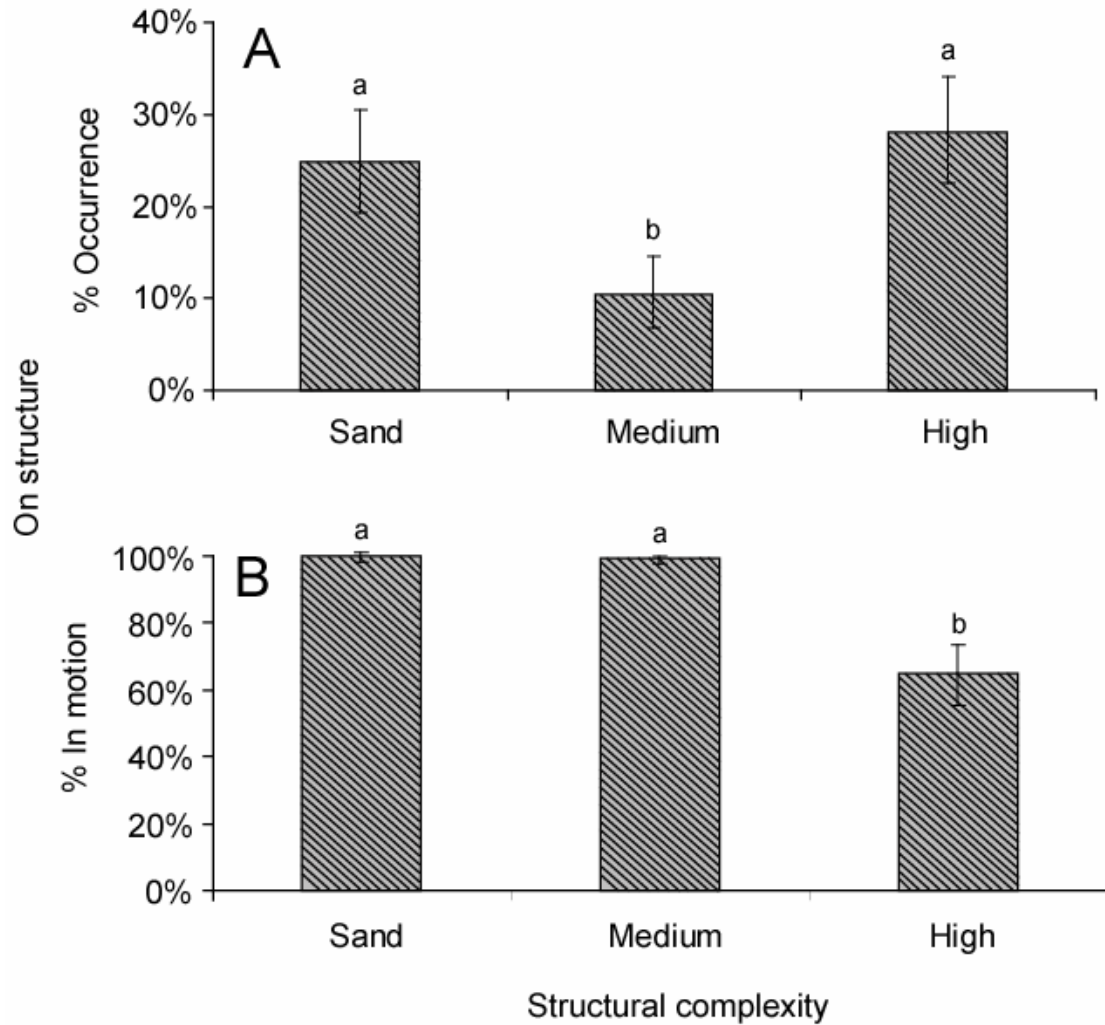 On structure
A
% Occurrence
40%
30%
20%
10%
0%
a
b
a
Sand
Medium
High
B
% In motion
100%
80%
60%
40%
20%
0%
a
a
b
Sand
Medium
High
Structural complexity